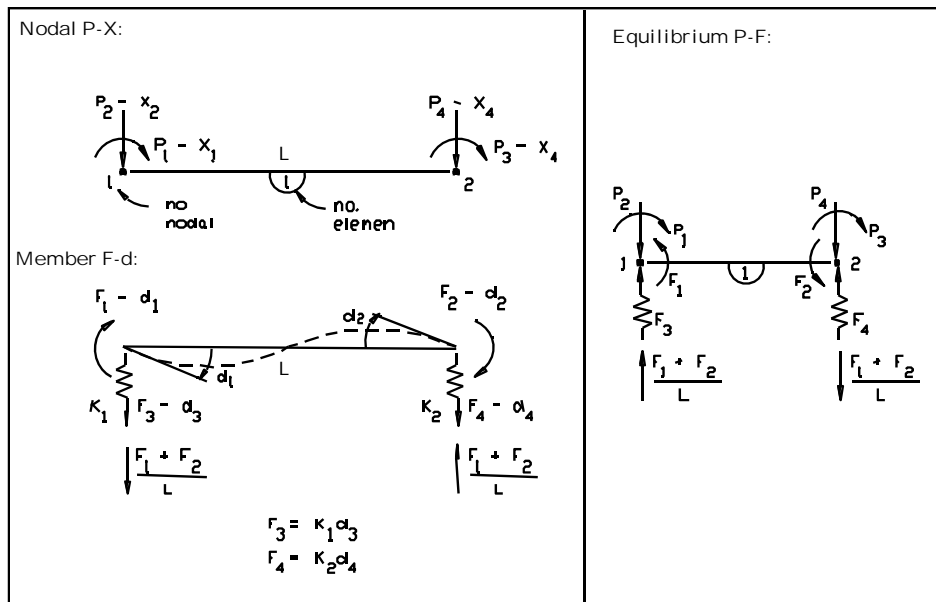 Nodal P-X:
P2 - X2
P1 - X1
L
P4 - X4
P3 - X4
1
no
nodal
1
no.
elenen
2
Member F-d:
F1 - d1
d2
F2 - d2
d1
L
K1
F3 - d3
K2
F4 - d4
F1 + F2
L
F1 + F2
L
F3 = K1d3
F4 = K2d4
Equilibrium P-F:
P2
P1
P4
P3
1
F1
1
F2
2
F3
F4
F1 + F2
L
F1 + F2
L